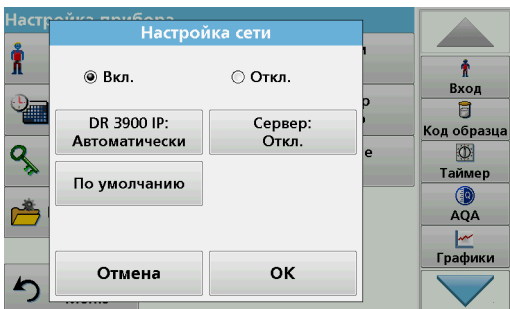 Настройка прибора
Настройка сети
Вкл.
Откл.
DR 3900 IP:
Автоматически
Сервер:
Откл.
По умолчанию
Отмена
OK
Вход
Код образца
Таймер
AQA
Графики